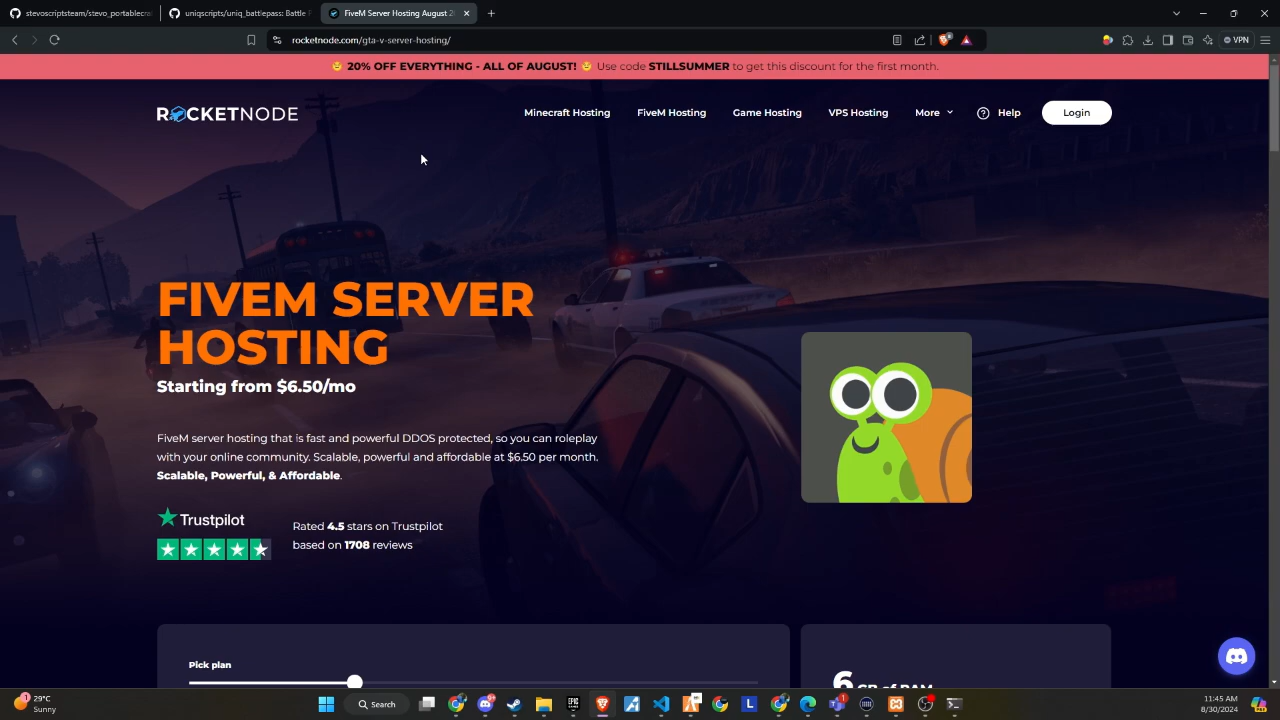 stevoscriptsteam/stevo_portablecra
uniqscripts/uniq_battlepass: Battle P
FiveM Server Hosting August 2
rocketnode.com/gta-v-server-hosting/
VPN
20% OFF EVERYTHING - ALL OF AUGUST! Use code STILLSUMMER to get this discount for the first month.
ROCKETNODE
Minecraft Hosting
FiveM Hosting
Game Hosting
VPS Hosting
More
Help
Login
FIVEM SERVER
HOSTING
Starting from $6.50/mo
FiveM server hosting that is fast and powerful DDOS protected, so you can roleplay
with your online community. Scalable, powerful and affordable at $6.50 per month.
Scalable, Powerful, & Affordable.
Trustpilot
Rated 4.5 stars on Trustpilot
based on 1708 reviews
Pick plan
6 GB of RAM
29°C
Sunny
Search
11:45 AM
8/30/2024